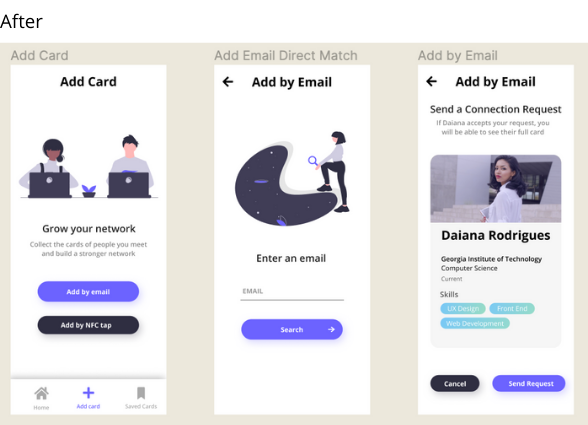 After
Add Card
Add Card
Grow your network
Collect the cards of people you meet
and build a stronger network
Add by email
Add by NFC tap
Home
Add card
Saved Cards
Add Email Direct Match
Add by Email
Enter an email
EMAIL
Search
Add by Email
Add by Email
Send a Connection Request
If Daiana accepts your request, you
will be able to see their full card
Daiana Rodrigues
Georgia Institute of Technology
Computer Science
Current
Skills
UX Design
Front End
Web Development
Cancel
Send Request